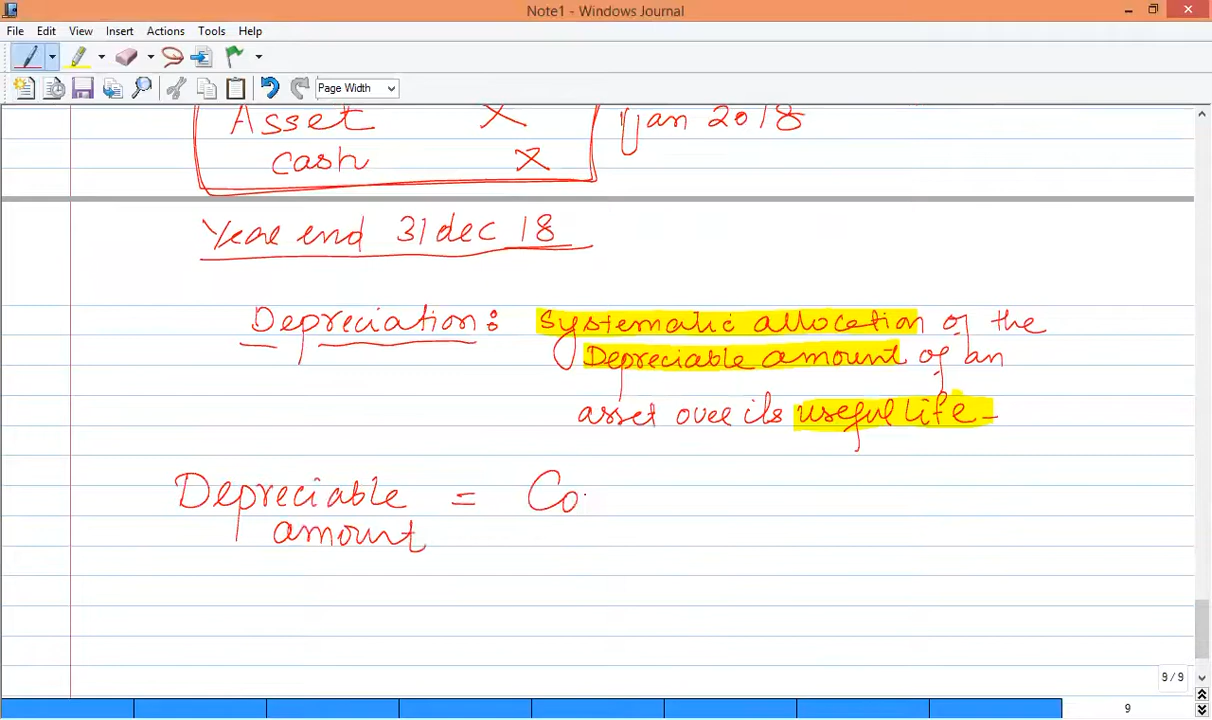 Note1 - Windows Journal
File Edit View Insert Actions Tools Help
Page Width
Asset X Jan 2018
cash X
Year end 31 dec 18
Depreciation: Systematic allocation of the
Depreciable amount of an
asset over its useful life-
Depreciable = Co
amount
9/9
9